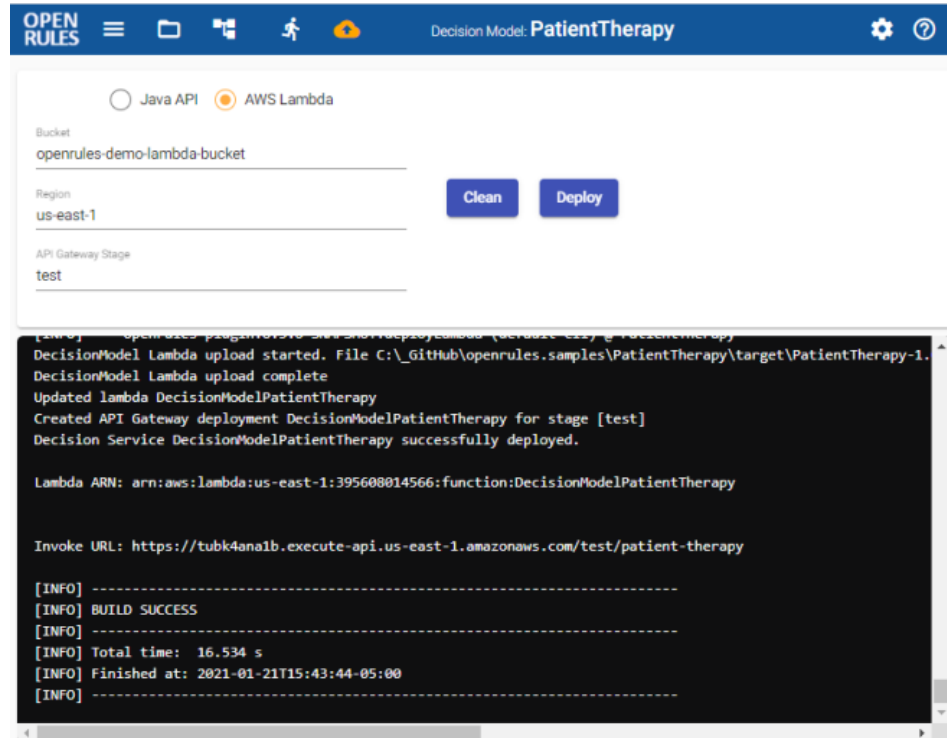 OPEN
RULES
Decision Model: PatientTherapy
Java API
AWS Lambda
Bucket
openrules-demo-lambda-bucket
Region
us-east-1
Clean
Deploy
API Gateway Stage
test
DecisionModel Lambda upload started. File C:\_GitHub\openrules.samples\PatientTherapy\target\PatientTherapy-1.
DecisionModel Lambda upload complete
Updated lambda DecisionModelPatientTherapy
Created API Gateway deployment DecisionModelPatientTherapy for stage [test]
Decision Service DecisionModelPatientTherapy successfully deployed.
Lambda ARN: arn:aws:lambda:us-east-1:395608014566:function:DecisionModelPatientTherapy
Invoke URL: https://tubk4ana1b.execute-api.us-east-1.amazonaws.com/test/patient-therapy
[INFO] ------------------------------------------------------------------------
[INFO] BUILD SUCCESS
[INFO] ------------------------------------------------------------------------
[INFO] Total time:  16.534 s
[INFO] Finished at: 2021-01-21T15:43:44-05:00
[INFO] ------------------------------------------------------------------------